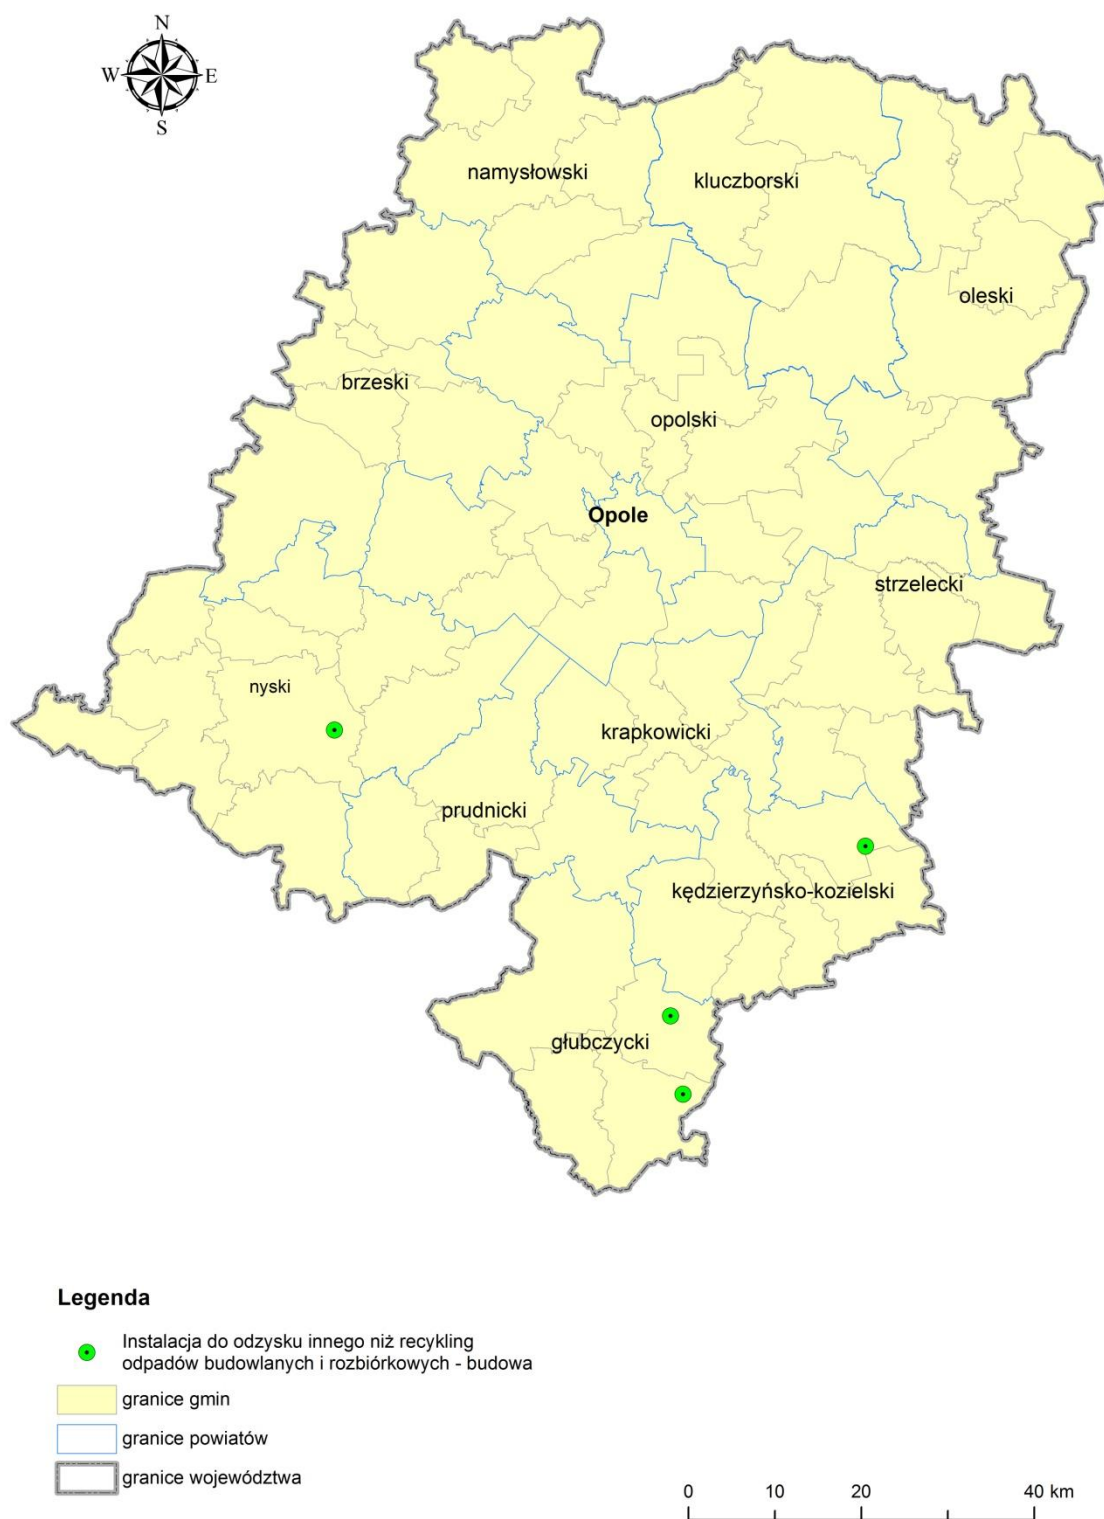 N
W E
S
namysłowski
kluczborski
oleski
brzeski
opolski
Opole
strzelecki
nyski
krapkowicki
prudnicki
kędzierzyńsko-kozielski
głubczycki
Legenda
Instalacja do odzysku innego niż recykling
odpadów budowlanych i rozbiórkowych - budowa
granice gmin
granice powiatów
granice województwa
0 10 20 40 km